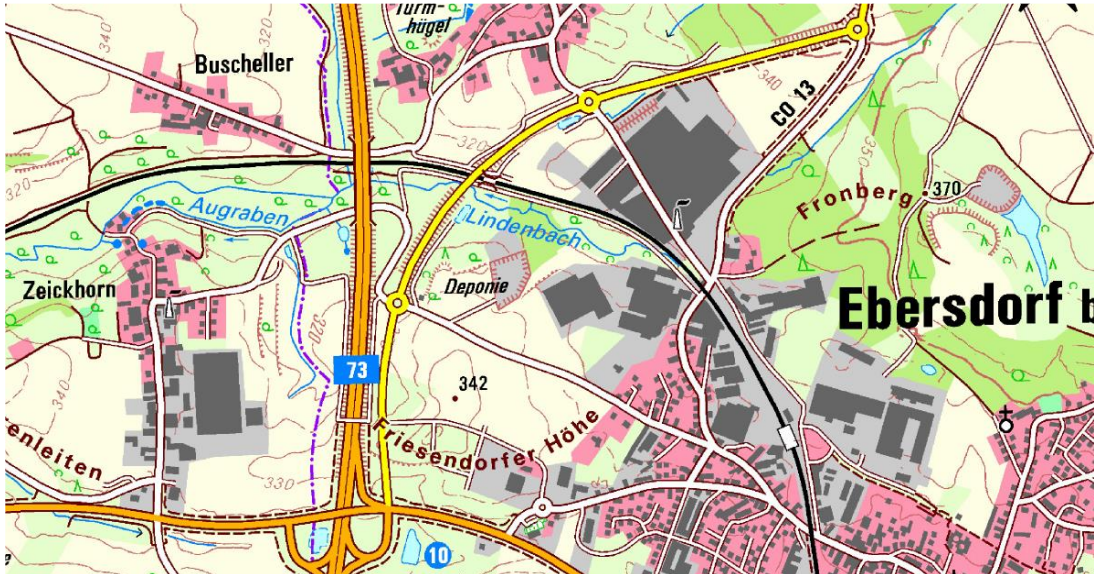 340
320
Turm-
hügel
Buscheller
340
CO 13
320
320
350
Augraben
Lindenbach
Fronberg
370
Zeickhorn
Deponie
Ebersdorf b
320
73
342
340
enleiten
Friesendorfer Höhe
330
10